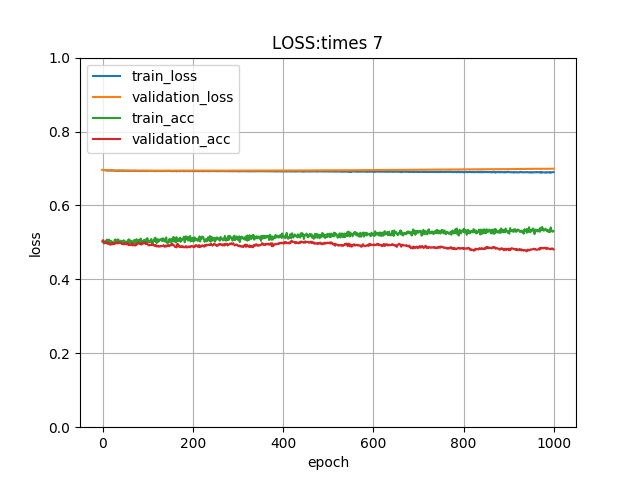 LOSS:times 7
1.0
0.8
0.6
0.4
0.2
0.0
loss
train_loss
validation_loss
train_acc
validation_acc
0 200 400 600 800 1000
epoch